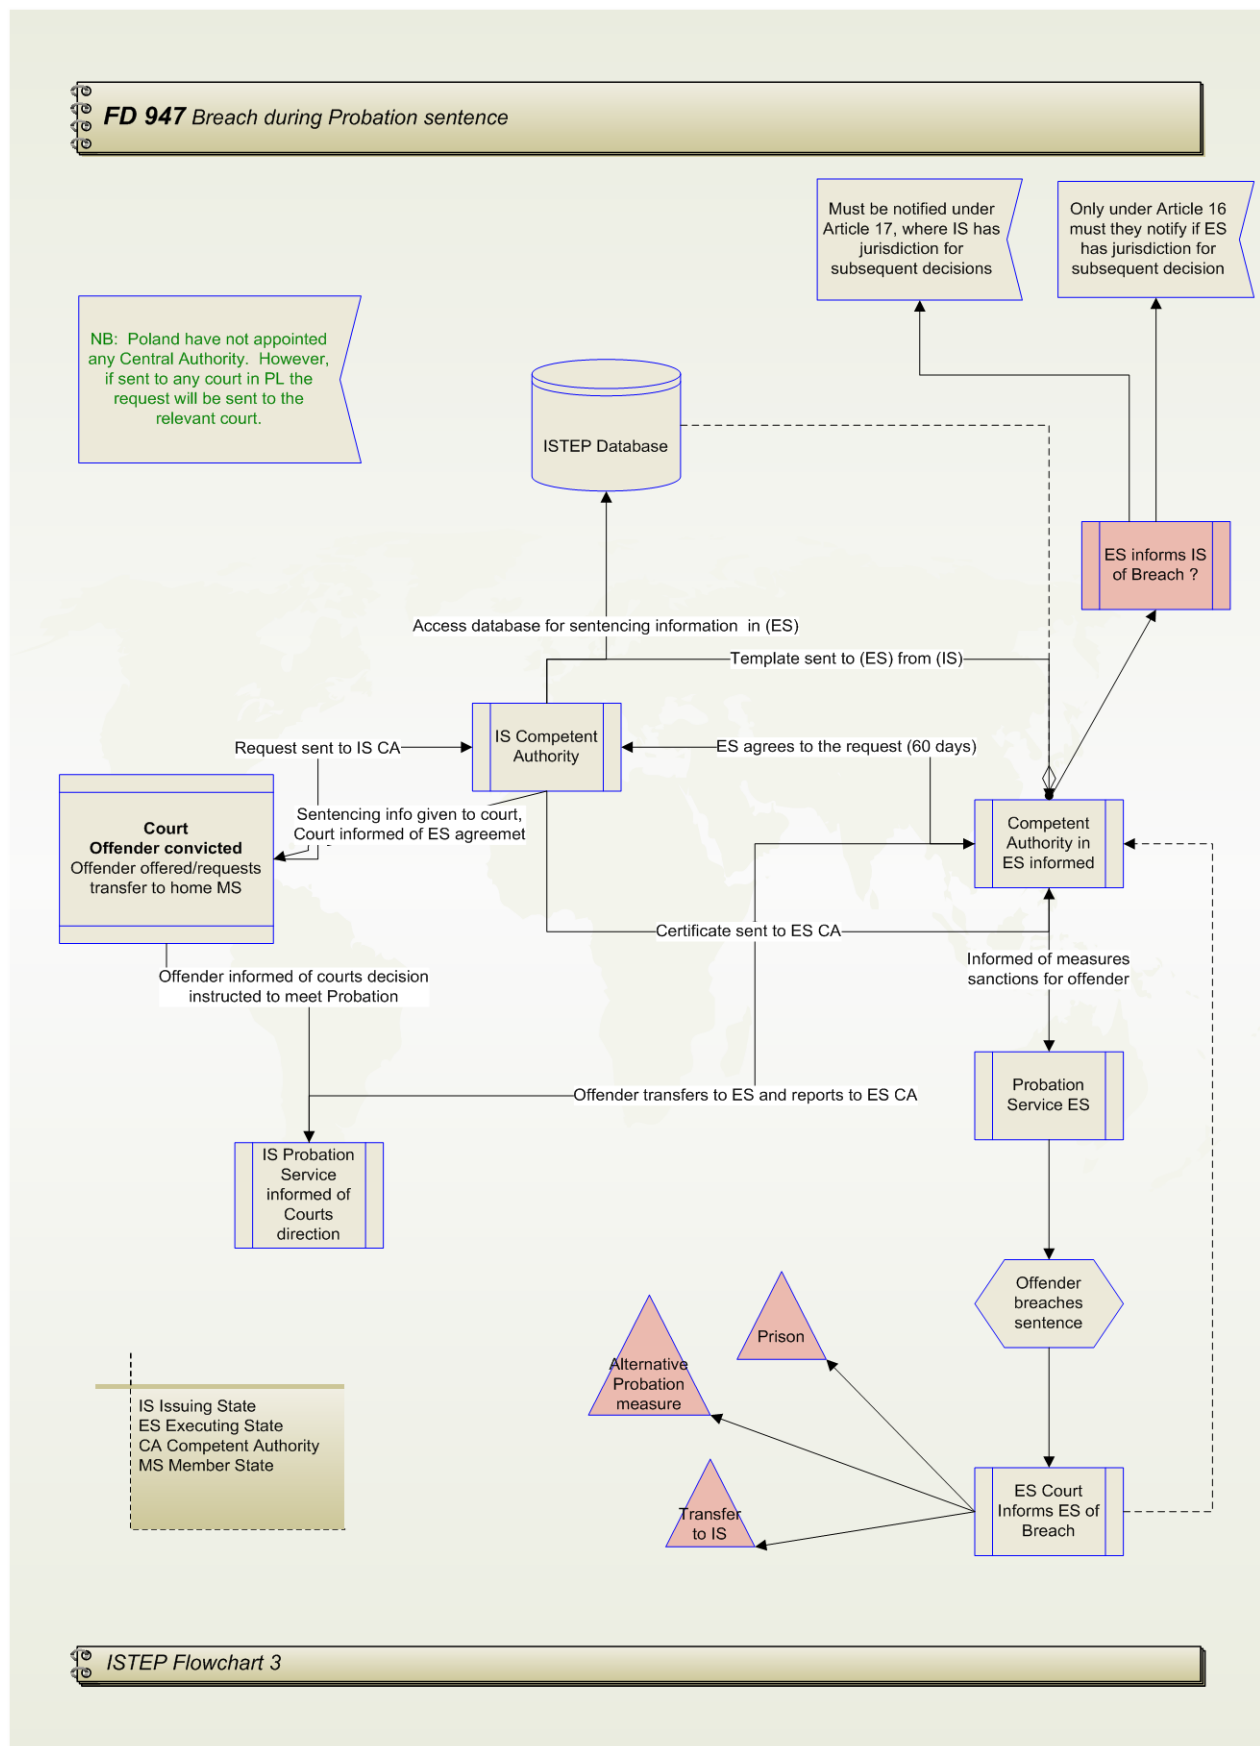 FD 947 Breach during Probation sentence
Must be notified under
Article 17, where IS has
jurisdiction for
subsequent decisions
Only under Article 16
must they notify if ES
has jurisdiction for
subsequent decision
NB:  Poland have not appointed
any Central Authority.  However,
if sent to any court in PL the
request will be sent to the
relevant court.
ISTEP Database
ES informs IS
of Breach ?
Access database for sentencing information  in (ES)
Template sent to (ES) from (IS)
IS Competent
Authority
Request sent to IS CA
ES agrees to the request (60 days)
Sentencing info given to court,
Court informed of ES agreemet
Court
Offender convicted
Offender offered/requests
transfer to home MS
Competent
Authority in
ES informed
Certificate sent to ES CA
Informed of measures
sanctions for offender
Offender informed of courts decision
instructed to meet Probation
Probation
Service ES
Offender transfers to ES and reports to ES CA
IS Probation
Service
informed of
Courts
direction
Offender
breaches
sentence
Prison
Alternative
Probation
measure
IS Issuing State
ES Executing State
CA Competent Authority
MS Member State
Transfer
to IS
ES Court
Informs ES of
Breach
ISTEP Flowchart 3